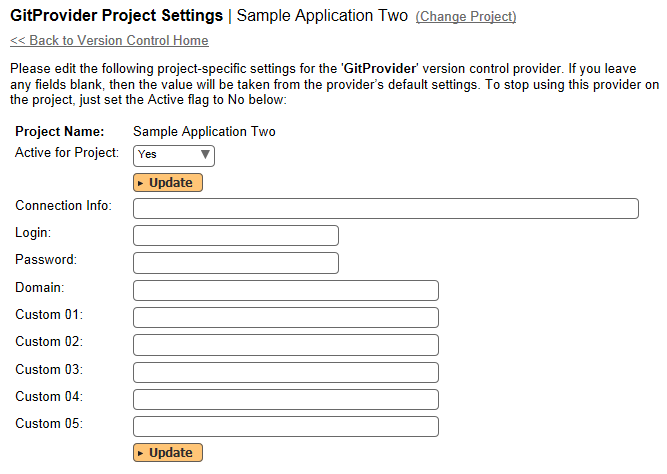 GitProvider Project Settings | Sample Application Two (Change Project)
<< Back to Version Control Home
Please edit the following project-specific settings for the 'GitProvider' version control provider. If you leave
any fields blank, then the value will be taken from the provider's default settings. To stop using this provider on
the project, just set the Active flag to No below:
Project Name: Sample Application Two
Active for Project: Yes
Update
Connection Info:
Login:
Password:
Domain:
Custom 01:
Custom 02:
Custom 03:
Custom 04:
Custom 05:
Update